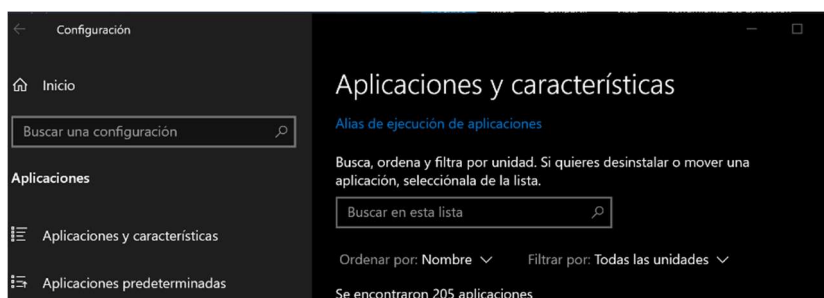 Configuración
Inicio
Buscar una configuración
Aplicaciones
Aplicaciones y características
Aplicaciones predeterminadas
Aplicaciones y características
Alias de ejecución de aplicaciones
Busca, ordena y filtra por unidad. Si quieres desinstalar o mover una
aplicación, selecciónala de la lista.
Buscar en esta lista
Ordenar por: Nombre
Filtrar por: Todas las unidades
Se encontraron 205 aplicaciones